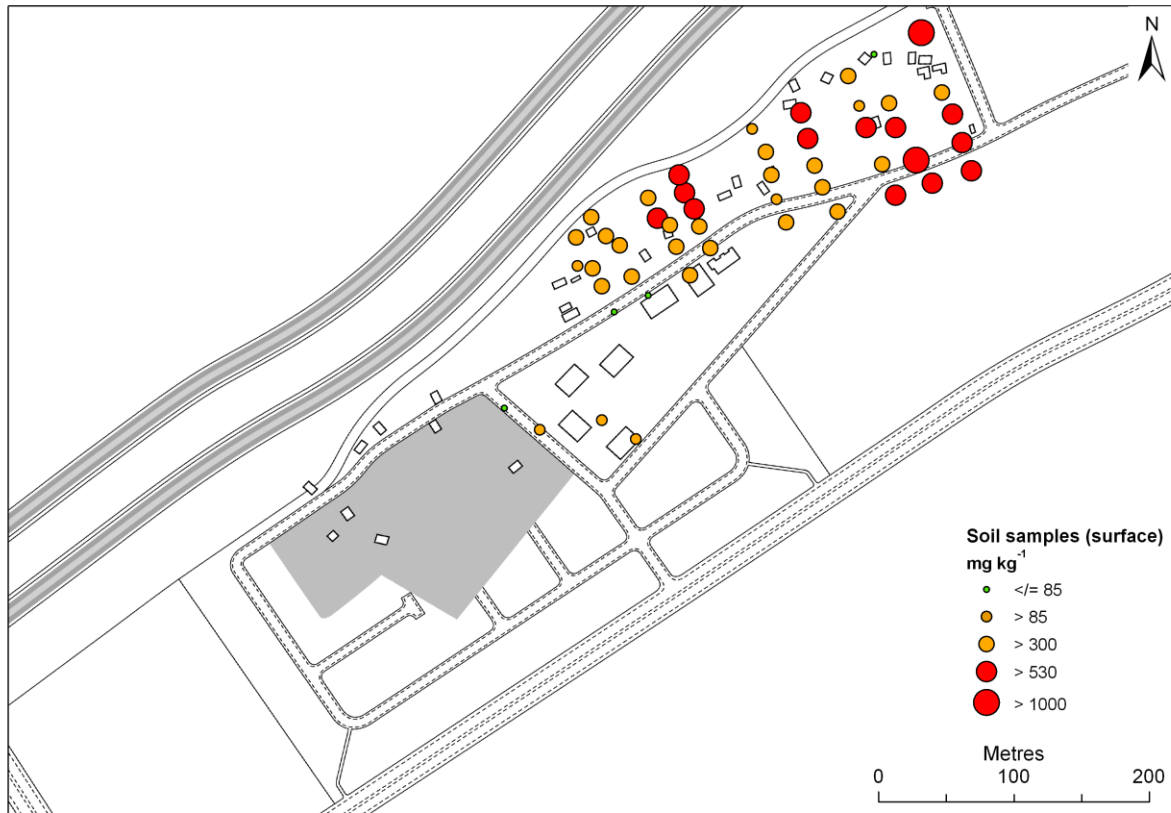 N
Soil samples (surface)
mg kg⁻¹
</= 85
> 85
> 300
> 530
> 1000
Metres
0 100 200